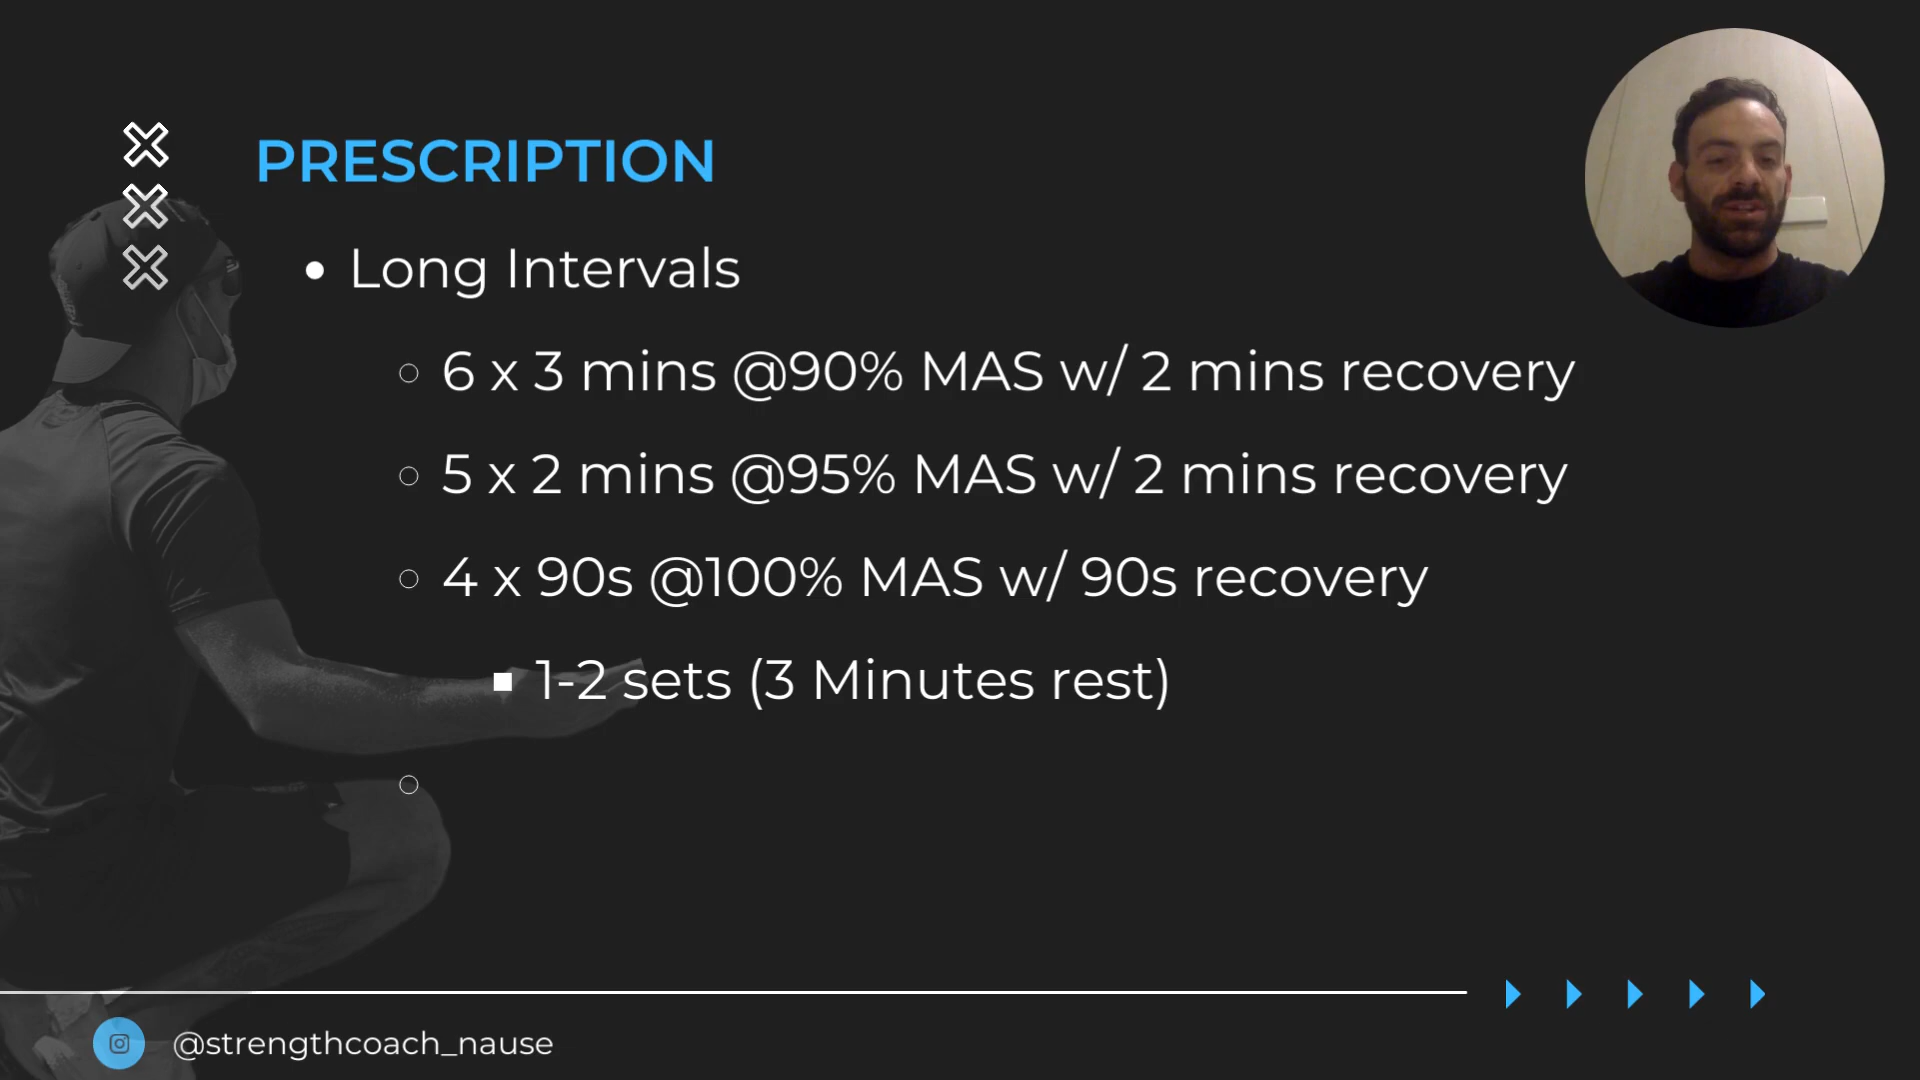 PRESCRIPTION
Long Intervals
6 x 3 mins @90% MAS w/ 2 mins recovery
5 x 2 mins @95% MAS w/ 2 mins recovery
4 x 90s @100% MAS w/ 90s recovery
1-2 sets (3 Minutes rest)
@strengthcoach_nause